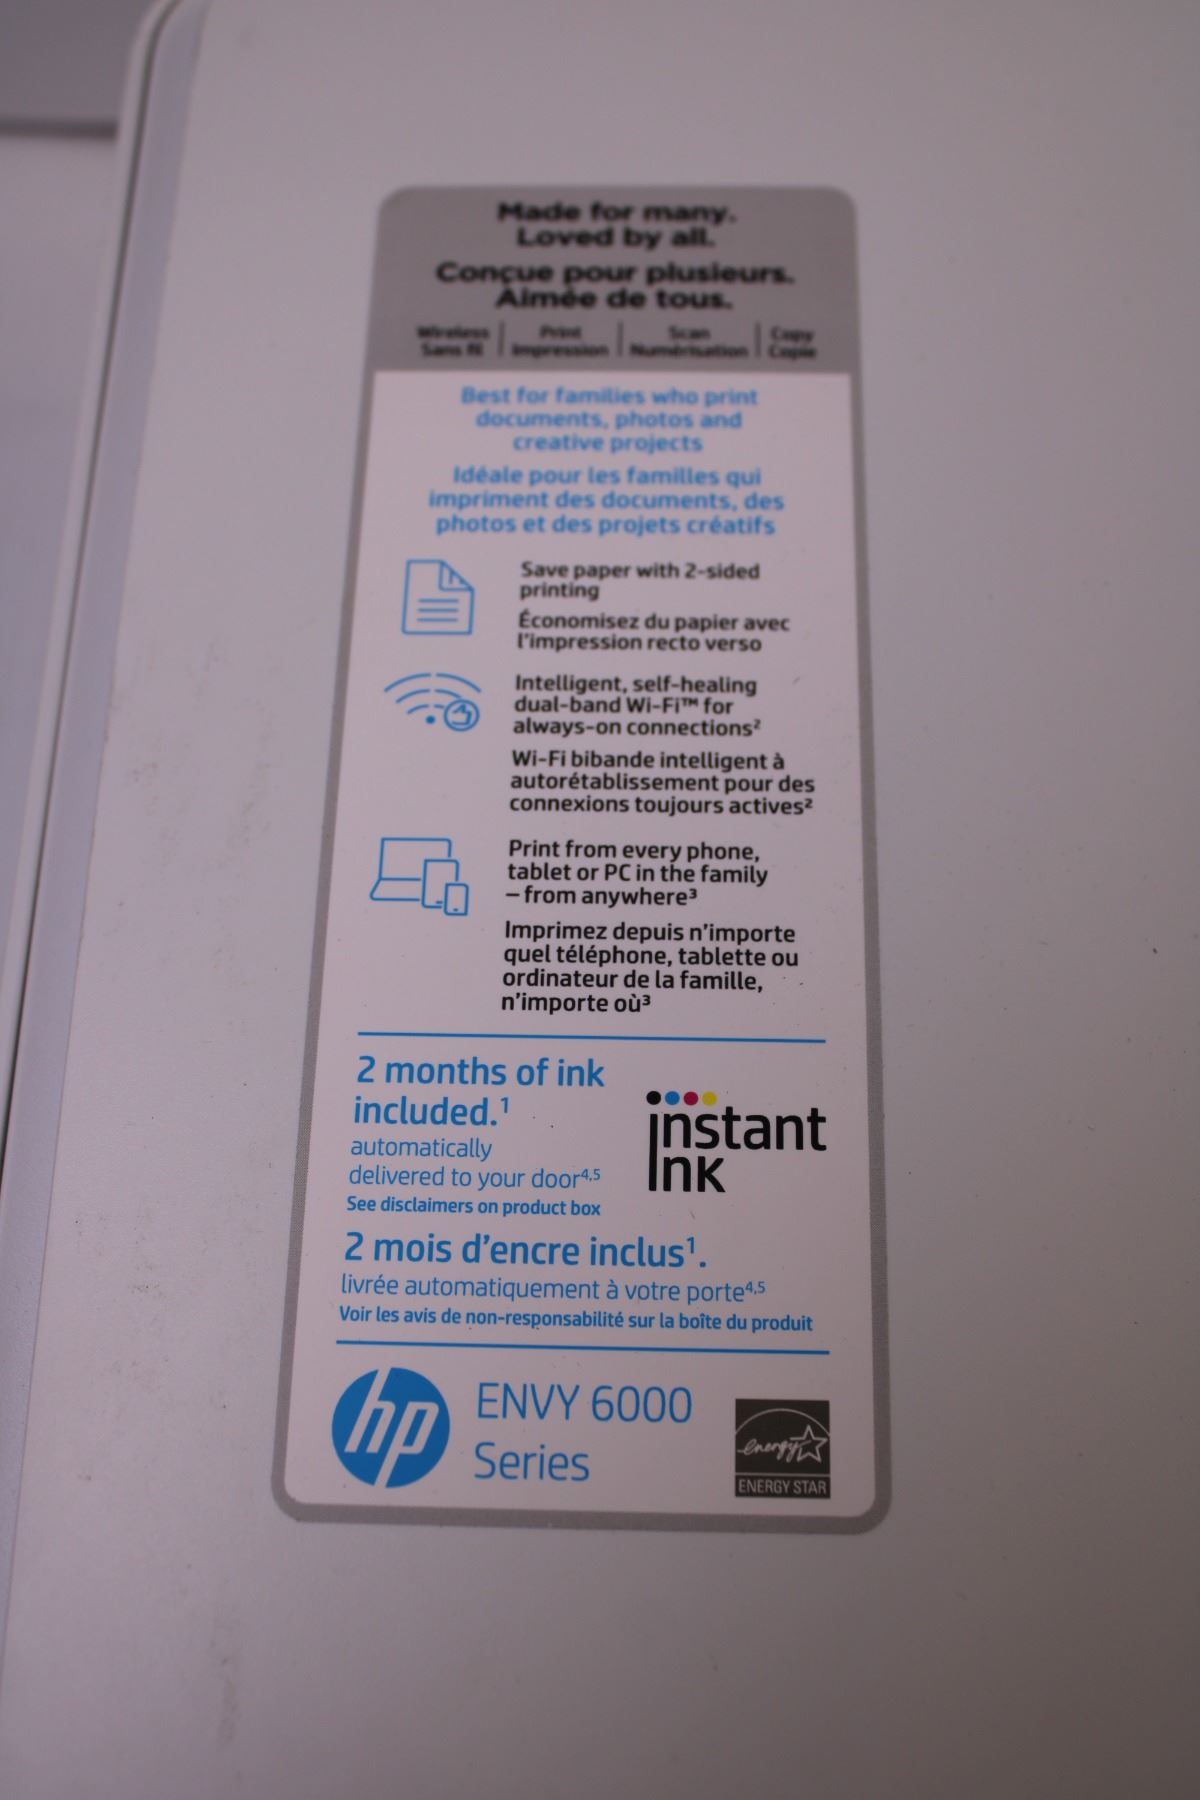 Made for many.
Loved by all.
Conçue pour plusieurs.
Aimée de tous.
Wireless
Sans fil
Print
Impression
Scan
Numérisation
Copy
Copie
Best for families who print
documents, photos and
creative projects
Idéale pour les familles qui
impriment des documents, des
photos et des projets créatifs
Save paper with 2-sided
printing
Économisez du papier avec
l'impression recto verso
Intelligent, self-healing
dual-band Wi-Fi™ for
always-on connections²
Wi-Fi bibande intelligent à
autorétablissement pour des
connexions toujours actives²
Print from every phone,
tablet or PC in the family
– from anywhere³
Imprimez depuis n'importe
quel téléphone, tablette ou
ordinateur de la famille,
n'importe où³
2 months of ink
included.¹
automatically
delivered to your door⁴,⁵
See disclaimers on product box
instant
ink
2 mois d'encre inclus¹.
livrée automatiquement à votre porte⁴,⁵
Voir les avis de non-responsabilité sur la boîte du produit
hp
ENVY 6000
Series
energy
ENERGY STAR